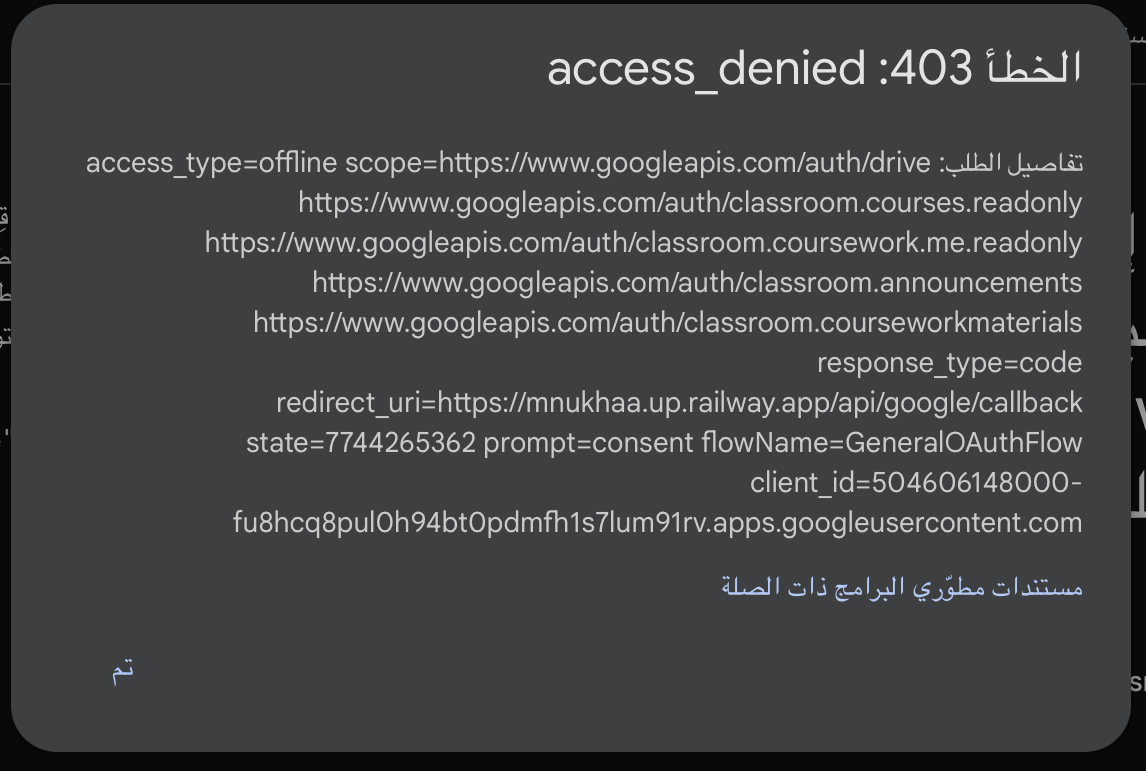 الخطأ 403: access_denied
تفاصيل الطلب: access_type=offline scope=https://www.googleapis.com/auth/drive
https://www.googleapis.com/auth/classroom.courses.readonly
https://www.googleapis.com/auth/classroom.coursework.me.readonly
https://www.googleapis.com/auth/classroom.announcements
https://www.googleapis.com/auth/classroom.courseworkmaterials
response_type=code
redirect_uri=https://mnukhaa.up.railway.app/api/google/callback
state=7744265362 prompt=consent flowName=GeneralOAuthFlow
client_id=504606148000-
fu8hcq8pul0h94bt0pdmfh1s7lum91rv.apps.googleusercontent.com
مستندات مطوّري البرامج ذات الصلة
تم